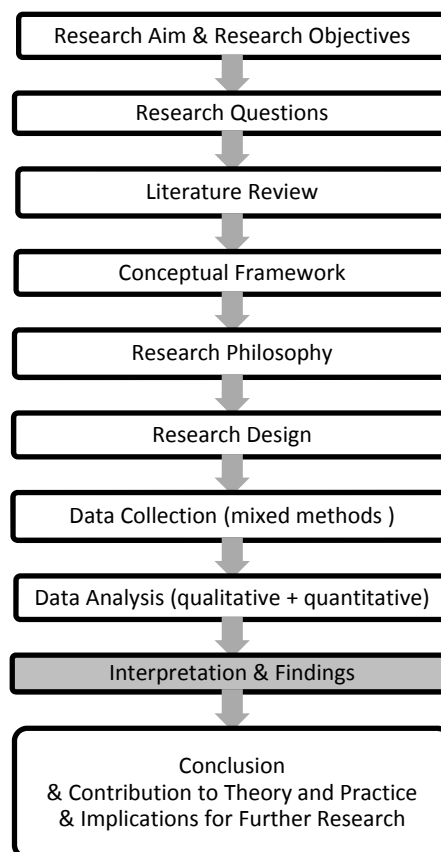 Research Aim & Research Objectives
Research Questions
Literature Review
Conceptual Framework
Research Philosophy
Research Design
Data Collection (mixed methods )
Data Analysis (qualitative + quantitative)
Interpretation & Findings
Conclusion
& Contribution to Theory and Practice
& Implications for Further Research